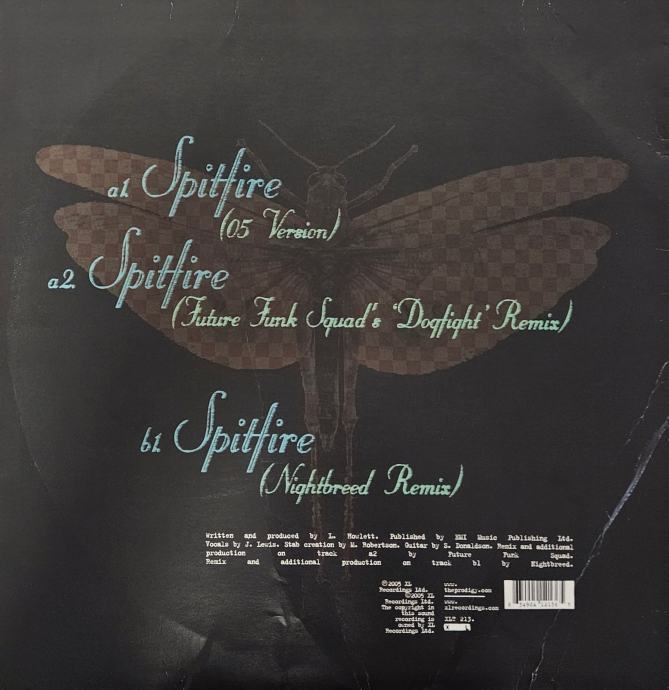 a1. Spitfire
(05 Version)
a2. Spitfire
(Future Funk Squad's 'Dogfight' Remix)
b1. Spitfire
(Nightbreed Remix)
Written and produced by L. Howlett. Published by EMI Music Publishing Ltd.
Vocals by J. Lewis. Stab creation by M. Robertson. Guitar by S. Donaldson. Remix and additional
production on track a2 by Future Funk Squad.
Remix and additional production on track b1 by Nightbreed.
©2005 XL
Recordings Ltd.
©2005 XL
Recordings Ltd.
The copyright in
this sound
recording is
owned by XL
Recordings Ltd.
www.
theprodigy.com
www.
xlrecordings.com
XLT 213.